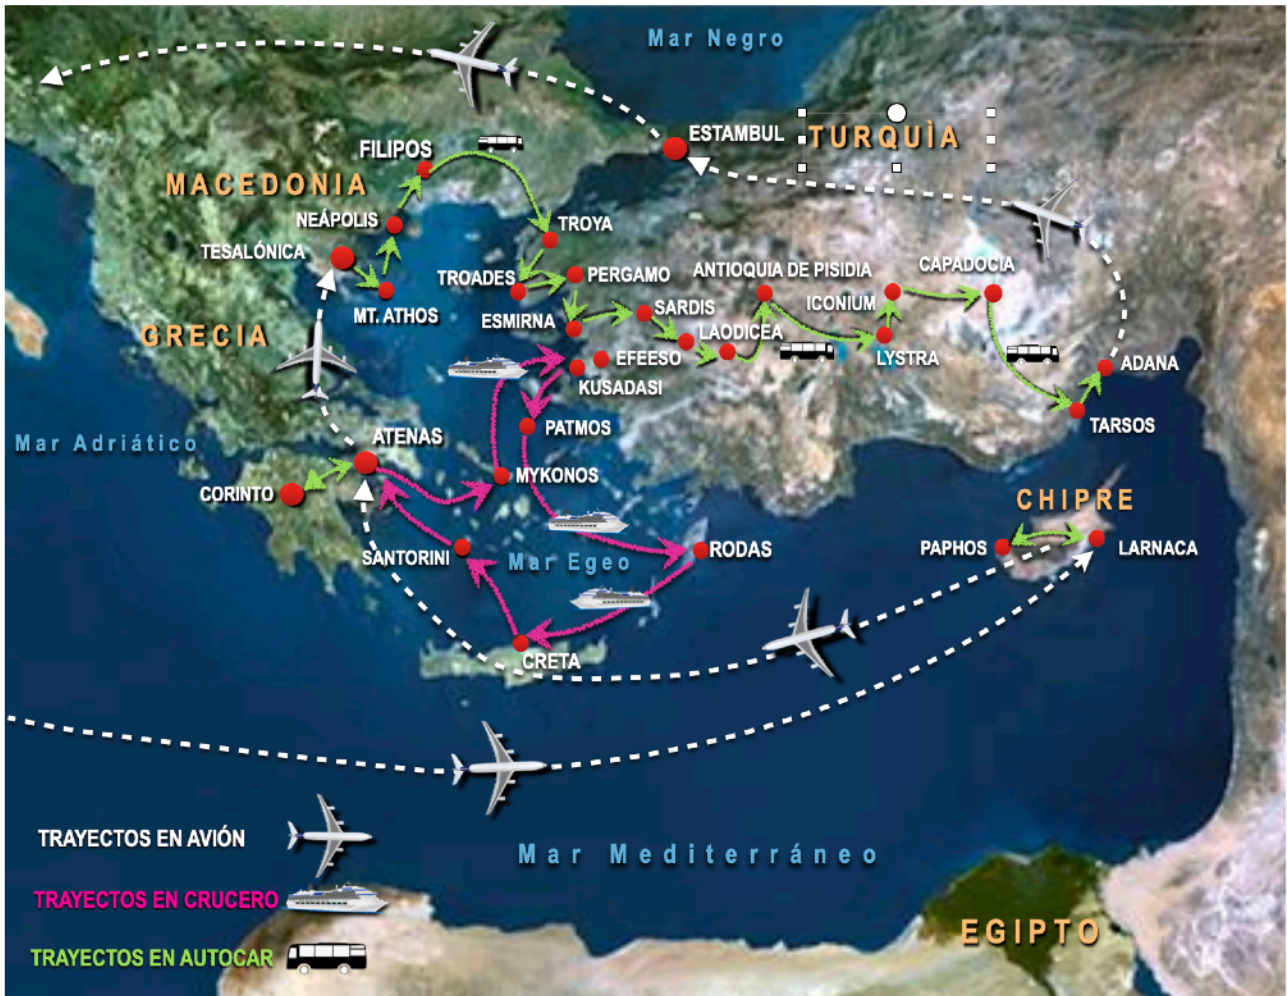 Mar Negro
ESTAMBUL
TURQUÌA
FILIPOS
MACEDONIA
NEÁPOLIS
TROYA
TESALÓNICA
TROADES
PERGAMO
ANTIOQUIA DE PISIDIA
CAPADOCIA
MT. ATHOS
ICONIUM
SARDIS
ESMIRNA
GRECIA
LAODICEA
LYSTRA
EFEESO
KUSADASI
ADANA
TARSOS
PATMOS
Mar Adriático
ATENAS
MYKONOS
CORINTO
CHIPRE
SANTORINI
Mar Egeo
RODAS
PAPHOS
LARNACA
CRETA
TRAYECTOS EN AVIÓN
Mar Mediterráneo
TRAYECTOS EN CRUCERO
EGIPTO
TRAYECTOS EN AUTOCAR